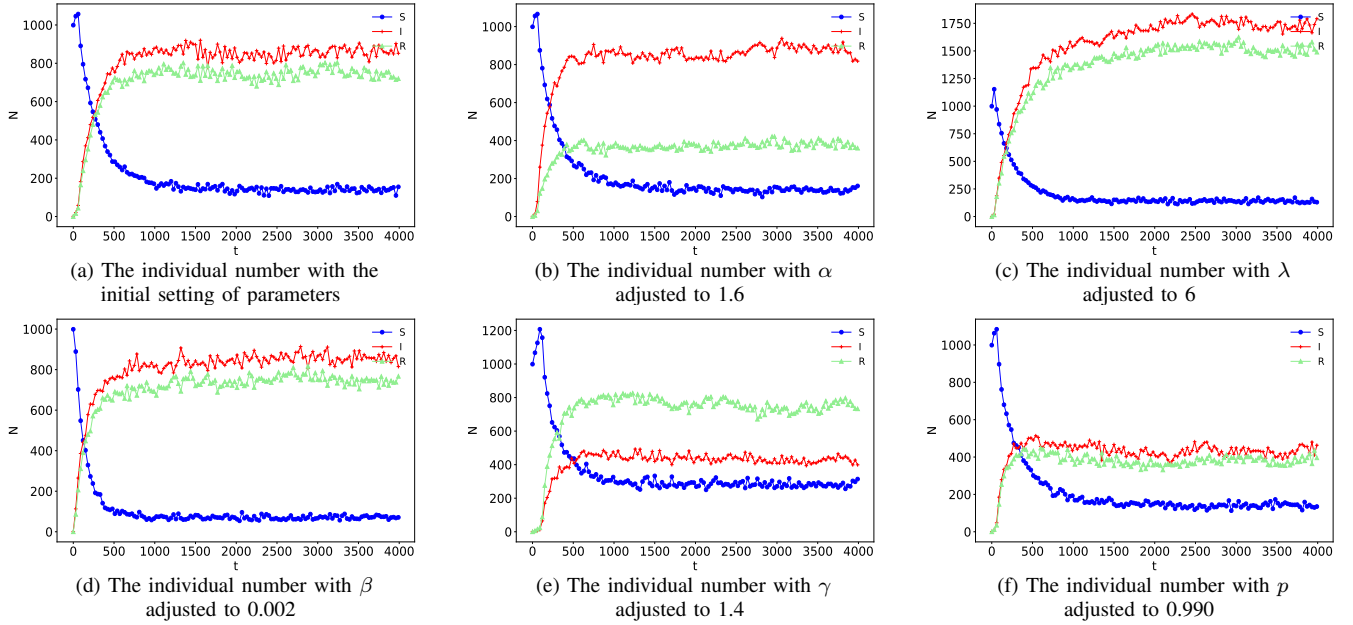 1000
800
600
400
200
0
N
S
I
R
0 500 1000 1500 2000 2500 3000 3500 4000
t
(a) The individual number with the
initial setting of parameters
1000
800
600
400
200
0
N
S
I
R
0 500 1000 1500 2000 2500 3000 3500 4000
t
(b) The individual number with α
adjusted to 1.6
1750
1500
1250
1000
750
500
250
0
N
S
I
R
0 500 1000 1500 2000 2500 3000 3500 4000
t
(c) The individual number with λ
adjusted to 6
1000
800
600
400
200
0
N
S
I
R
0 500 1000 1500 2000 2500 3000 3500 4000
t
(d) The individual number with β
adjusted to 0.002
1200
1000
800
600
400
200
0
N
S
I
R
0 500 1000 1500 2000 2500 3000 3500 4000
t
(e) The individual number with γ
adjusted to 1.4
1000
800
600
400
200
0
N
S
I
R
0 500 1000 1500 2000 2500 3000 3500 4000
t
(f) The individual number with p
adjusted to 0.990